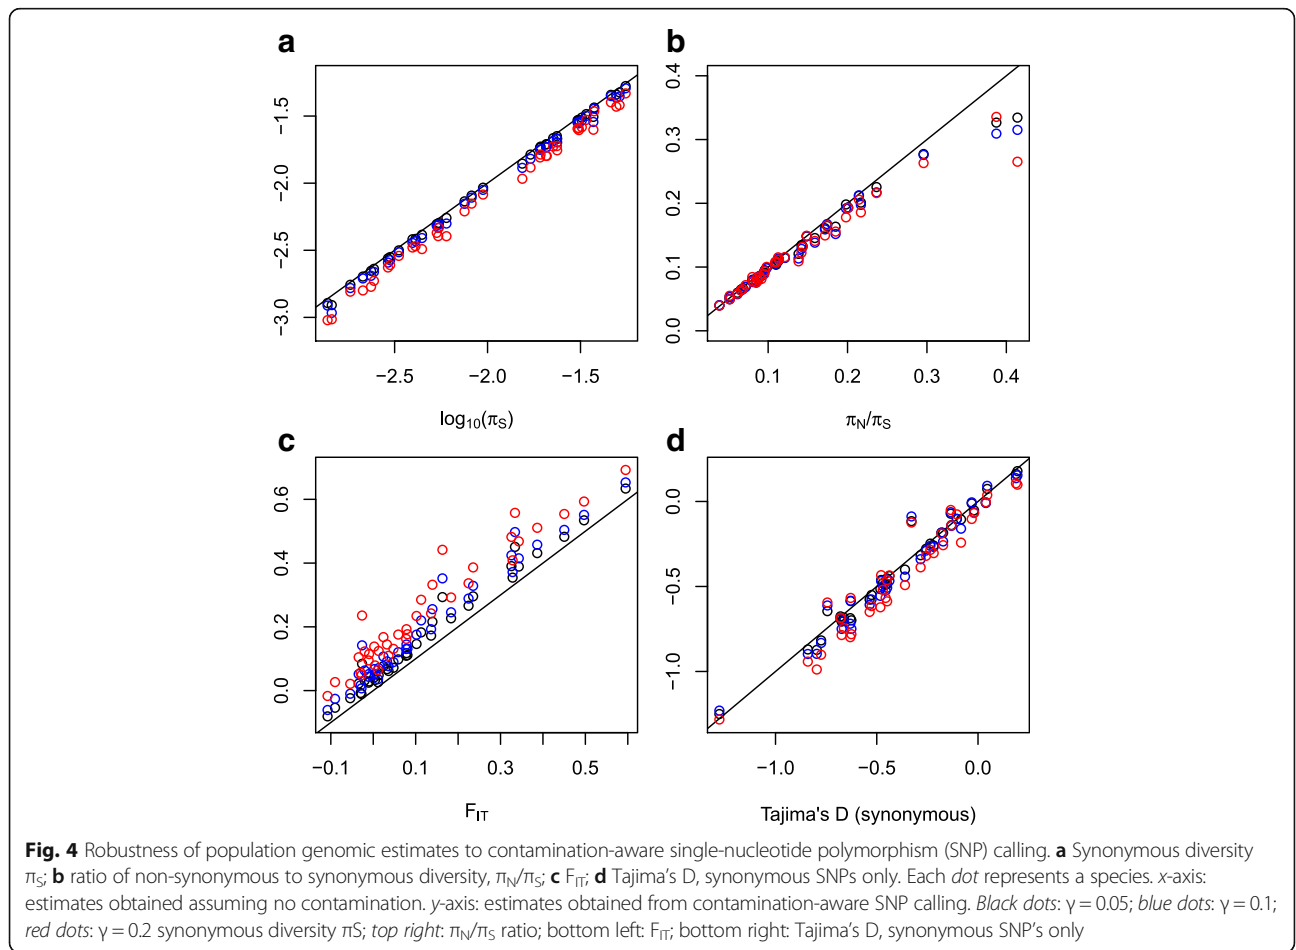 a
b
−1.5
−2.0
−2.5
−3.0
−2.5 −2.0 −1.5
log10(πS)
0.4
0.3
0.2
0.1
0.0
0.1 0.2 0.3 0.4
πN/πS
c
d
0.6
0.4
0.2
0.0
−0.1 0.1 0.3 0.5
FIT
0.0
−0.5
−1.0
−1.0 −0.5 0.0
Tajima's D (synonymous)
Fig. 4 Robustness of population genomic estimates to contamination-aware single-nucleotide polymorphism (SNP) calling. a Synonymous diversity
πS; b ratio of non-synonymous to synonymous diversity, πN/πS; c FIT; d Tajima's D, synonymous SNPs only. Each dot represents a species. x-axis:
estimates obtained assuming no contamination. y-axis: estimates obtained from contamination-aware SNP calling. Black dots: γ = 0.05; blue dots: γ = 0.1;
red dots: γ = 0.2 synonymous diversity πS; top right: πN/πS ratio; bottom left: FIT; bottom right: Tajima's D, synonymous SNP's only